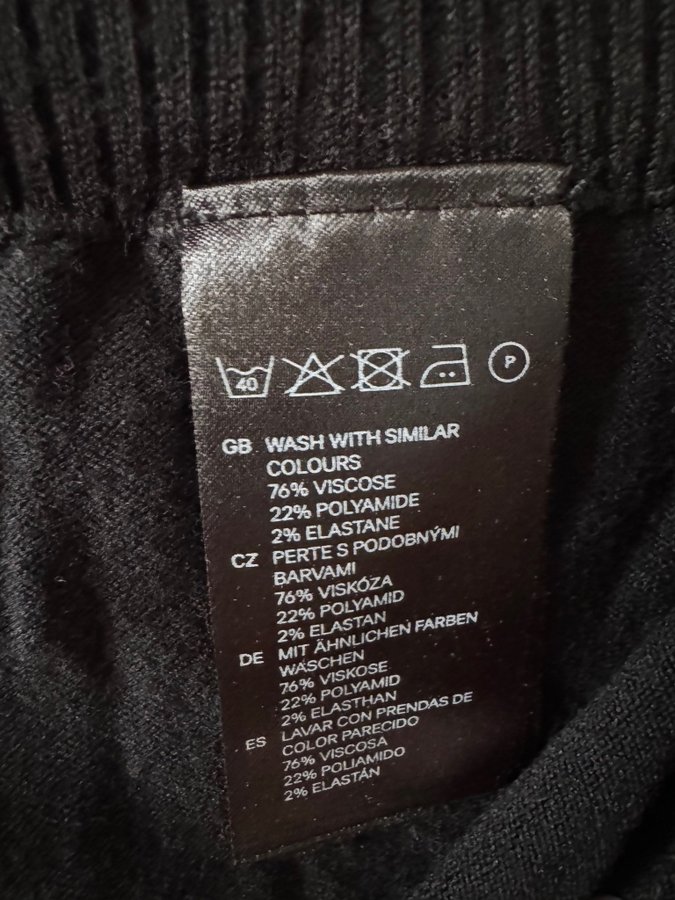 40 P
GB WASH WITH SIMILAR
COLOURS
76% VISCOSE
22% POLYAMIDE
2% ELASTANE
CZ PERTE S PODOBNÝMI
BARVAMI
76% VISKÓZA
22% POLYAMID
2% ELASTAN
DE MIT ÄHNLICHEN FARBEN
WASCHEN
76% VISKOSE
22% POLYAMID
2% ELASTHAN
ES LAVAR CON PRENDAS DE
COLOR PARECIDO
76% VISCOSA
22% POLIAMIDO
2% ELASTÁN